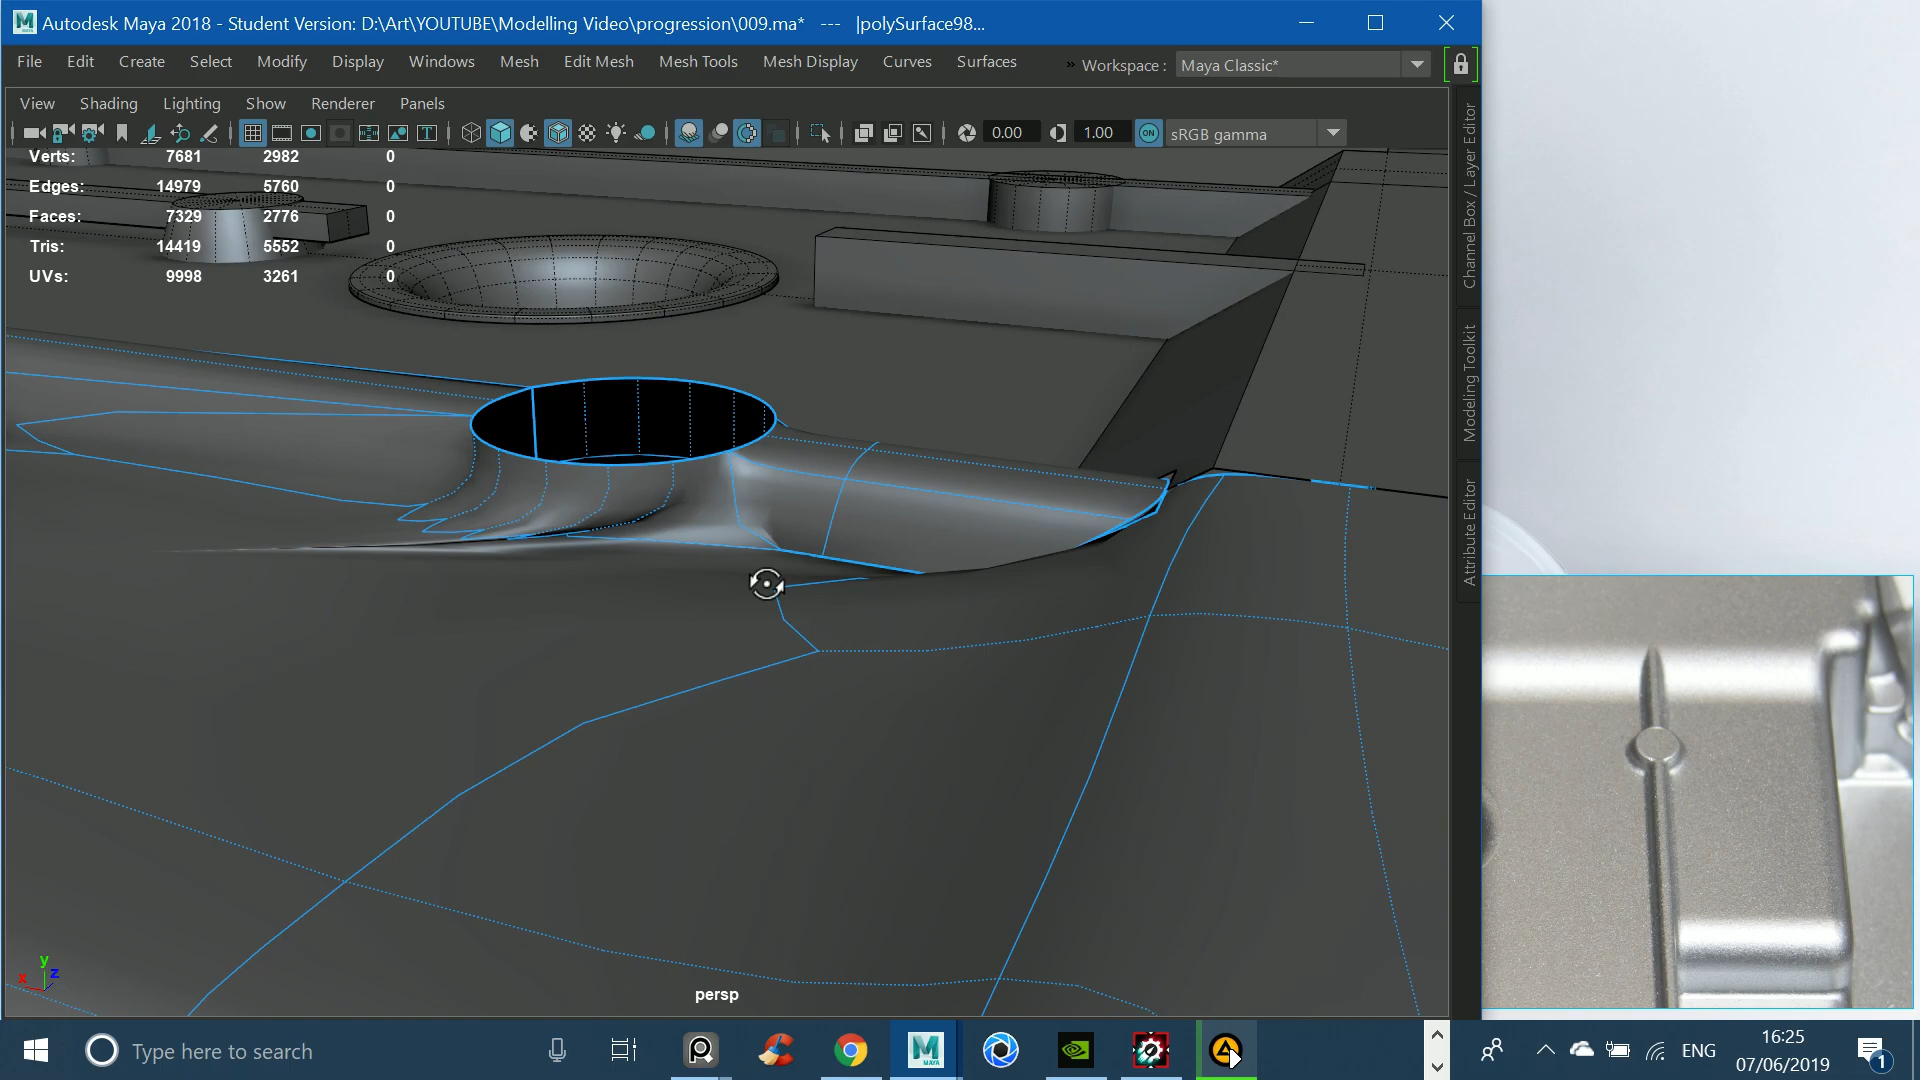 Autodesk Maya 2018 - Student Version: D:\Art\YOUTUBE\Modelling Video\progression\009.ma* --- |polySurface98...
File Edit Create Select Modify Display Windows Mesh Edit Mesh Mesh Tools Mesh Display Curves Surfaces » Workspace : Maya Classic*
View Shading Lighting Show Renderer Panels
0.00 1.00 ON sRGB gamma
Verts: 7681 2982 0
Edges: 14979 5760 0
Faces: 7329 2776 0
Tris: 14419 5552 0
UVs: 9998 3261 0
Channel Box / Layer Editor
Modeling Toolkit
Attribute Editor
y
x z
persp
Type here to search
MAYA
ENG
16:25
07/06/2019
1